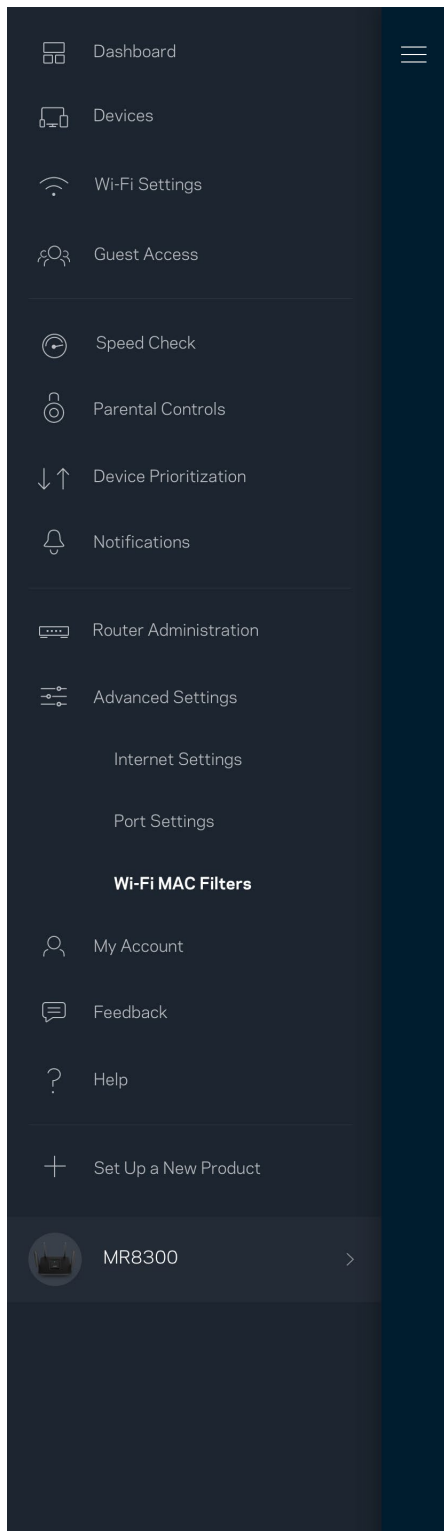 Dashboard
Devices
Wi-Fi Settings
Guest Access
Speed Check
Parental Controls
Device Prioritization
Notifications
Router Administration
Advanced Settings
Internet Settings
Port Settings
Wi-Fi MAC Filters
My Account
Feedback
Help
Set Up a New Product
MR8300